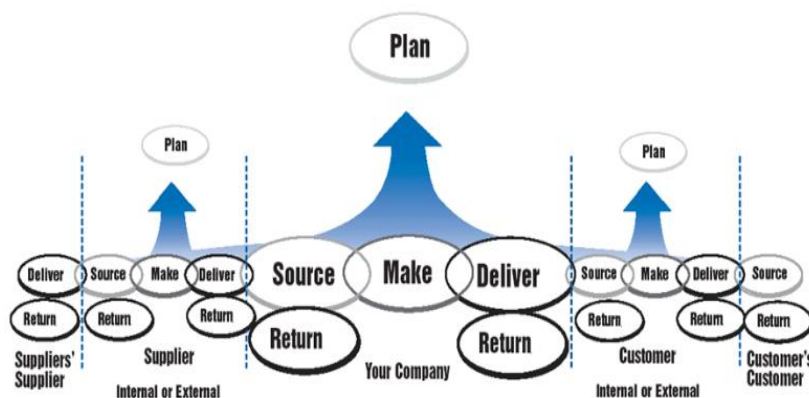 Plan
Plan
Plan
Deliver
Source
Make
Deliver
Source
Make
Deliver
Source
Make
Deliver
Source
Return
Return
Return
Return
Return
Return
Return
Return
Suppliers'
Supplier
Supplier
Internal or External
Your Company
Customer
Internal or External
Customer's
Customer